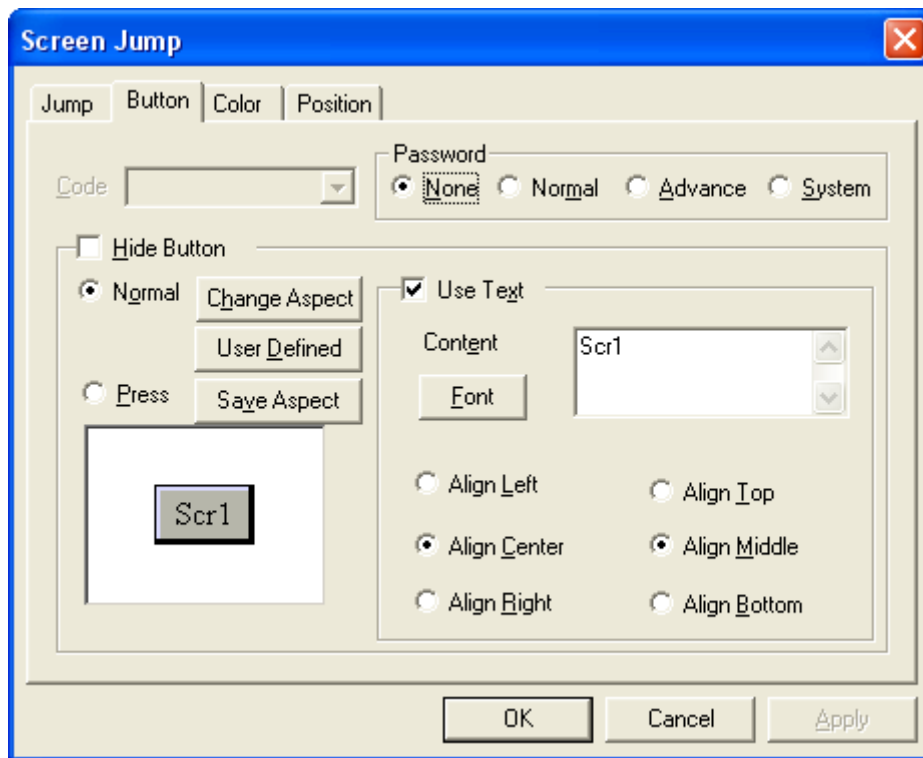 Screen Jump
Jump Button Color Position
Code
Password
None Normal Advance System
Hide Button
Normal Change Aspect
User Defined
Press Save Aspect
Scr1
Use Text
Content Scr1
Font
Align Left Align Top
Align Center Align Middle
Align Right Align Bottom
OK Cancel Apply